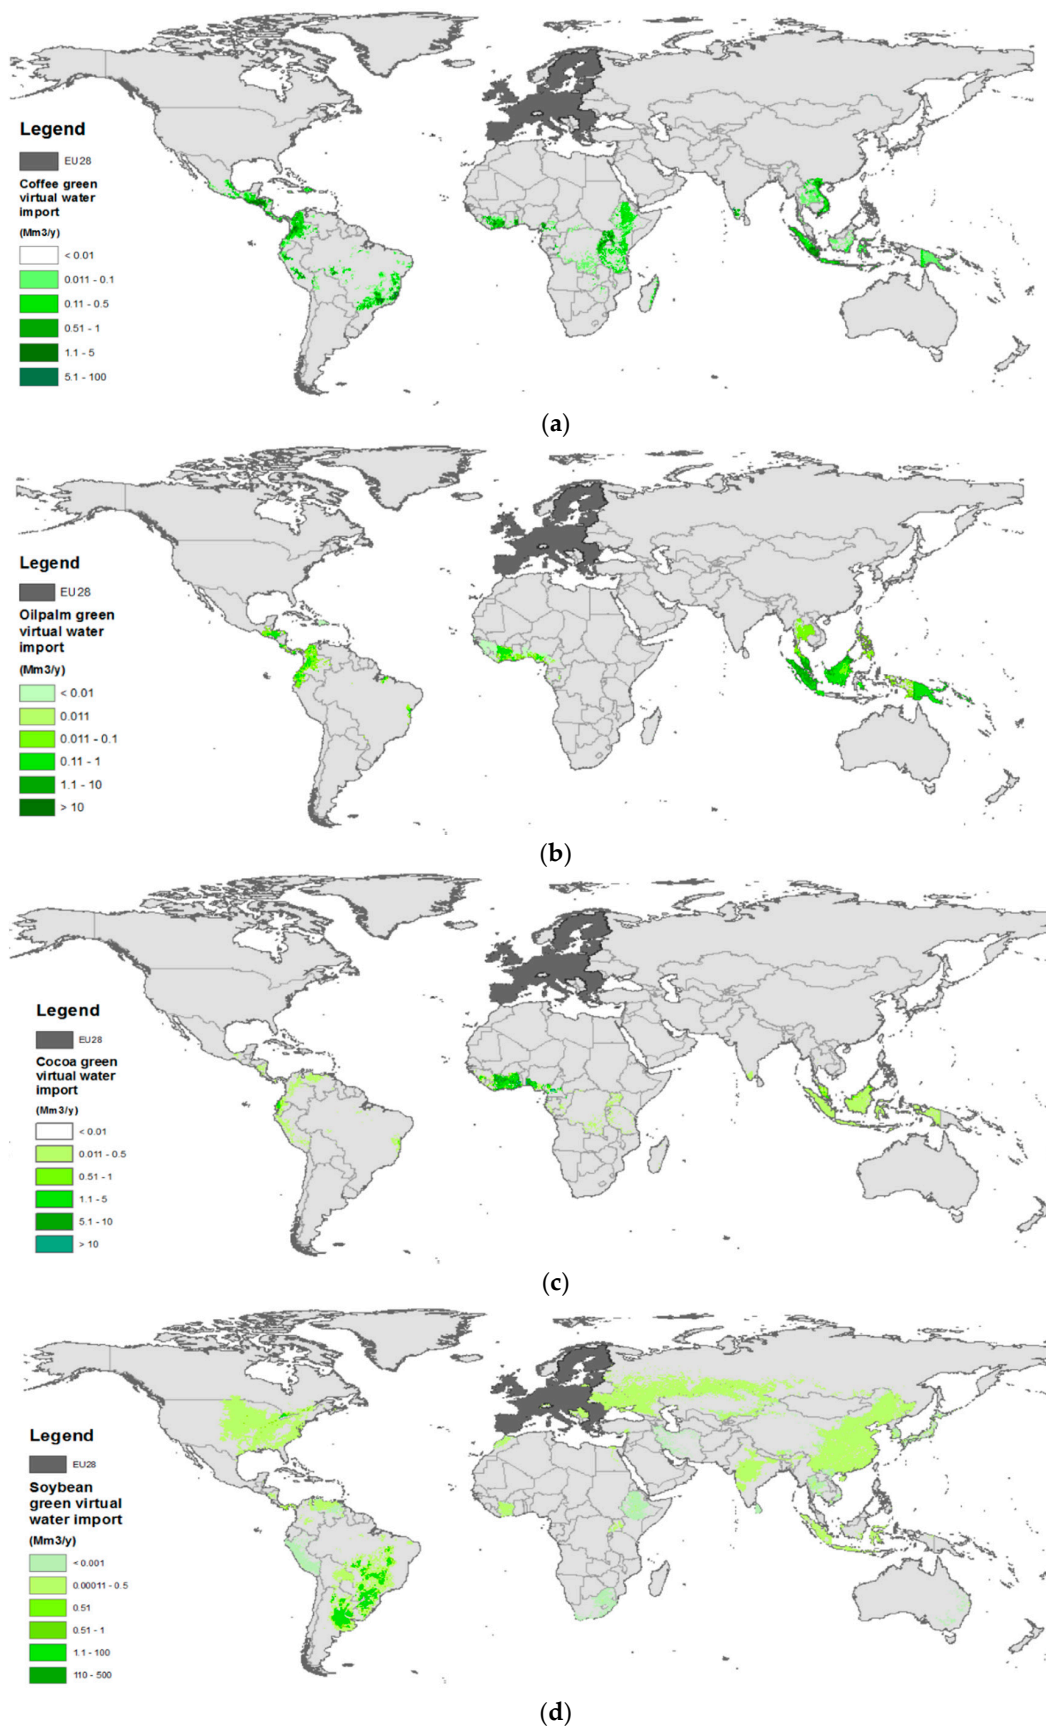 Legend
EU28
Coffee green
virtual water
import
(Mm3/y)
< 0.01
0.011 - 0.1
0.11 - 0.5
0.51 - 1
1.1 - 5
5.1 - 100
(a)
Legend
EU28
Oilpalm green
virtual water
import
(Mm3/y)
< 0.01
0.011
0.011 - 0.1
0.11 - 1
1.1 - 10
> 10
(b)
Legend
EU28
Cocoa green
virtual water
import
(Mm3/y)
< 0.01
0.011 - 0.5
0.51 - 1
1.1 - 5
5.1 - 10
> 10
(c)
Legend
EU28
Soybean
green virtual
water import
(Mm3/y)
< 0.001
0.00011 - 0.5
0.51
0.51 - 1
1.1 - 100
110 - 500
(d)